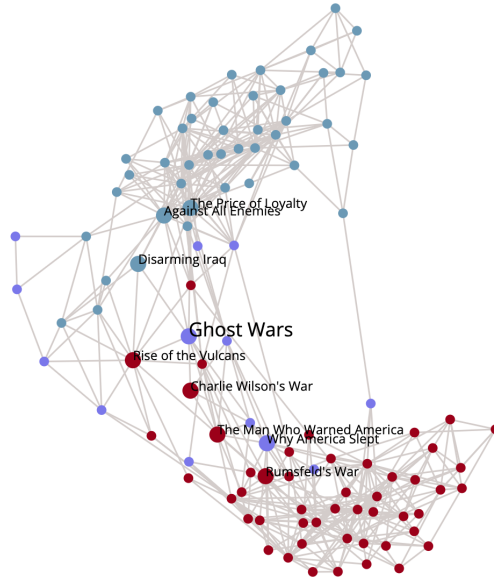 The Price of Loyalty
Against All Enemies
Disarming Iraq
Ghost Wars
Rise of the Vulcans
Charlie Wilson's War
The Man Who Warned America
Why America Slept
Rumsfeld's War